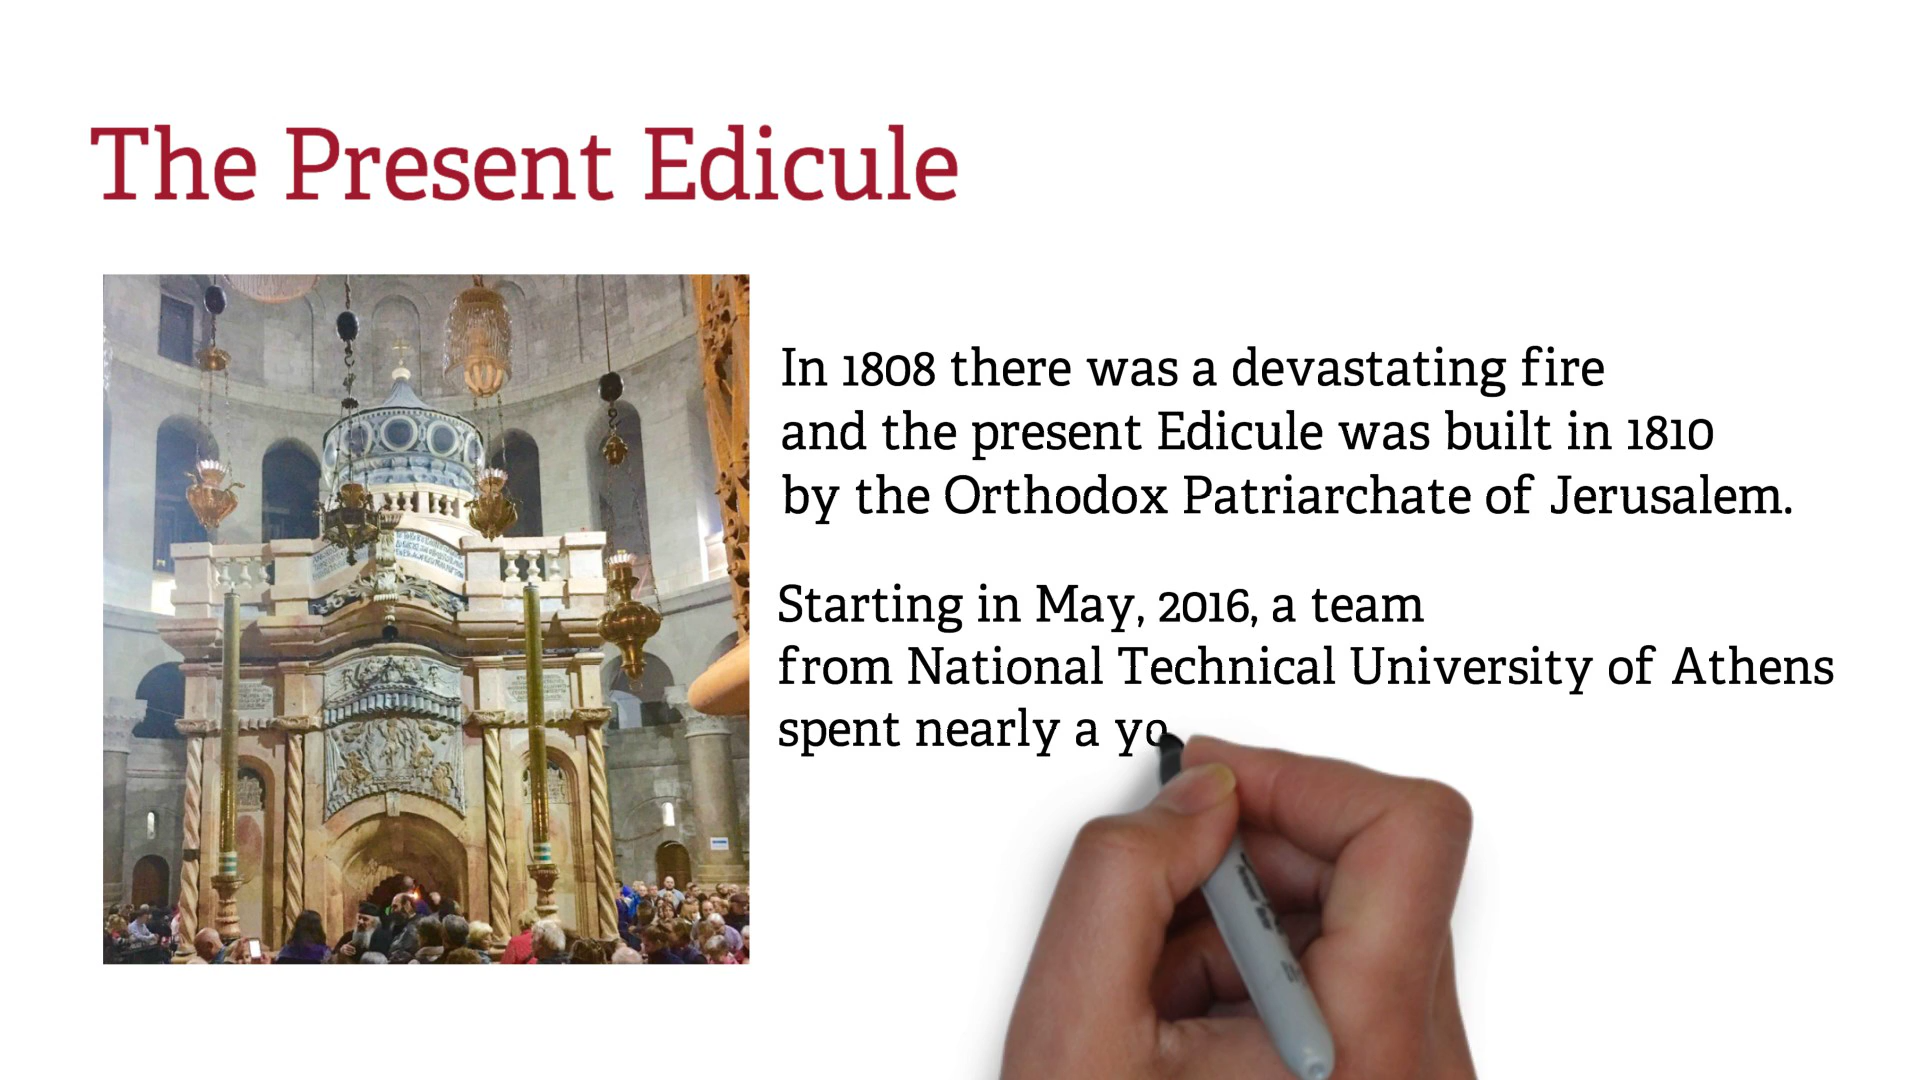 The Present Edicule
In 1808 there was a devastating fire
and the present Edicule was built in 1810
by the Orthodox Patriarchate of Jerusalem.
Starting in May, 2016, a team
from National Technical University of Athens
spent nearly a